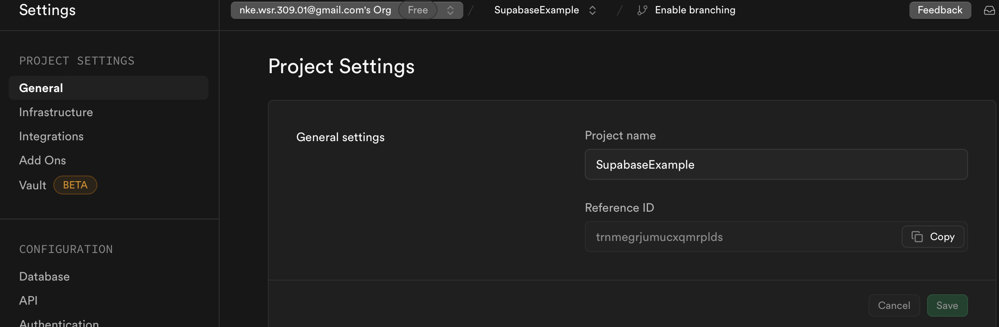 Settings
nke.wsr.309.01@gmail.com's Org Free / SupabaseExample / Enable branching Feedback
PROJECT SETTINGS
General
Infrastructure
Integrations
Add Ons
Vault BETA
CONFIGURATION
Database
API
Authentication
Project Settings
General settings
Project name
SupabaseExample
Reference ID
trnmegrjumucxqmrplds
Copy
Cancel Save